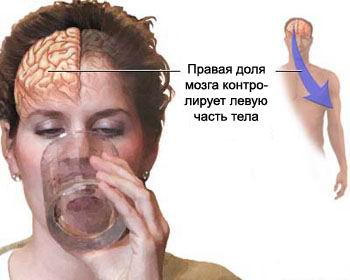 Правая доля
мозга контро-
лирует левую
часть тела